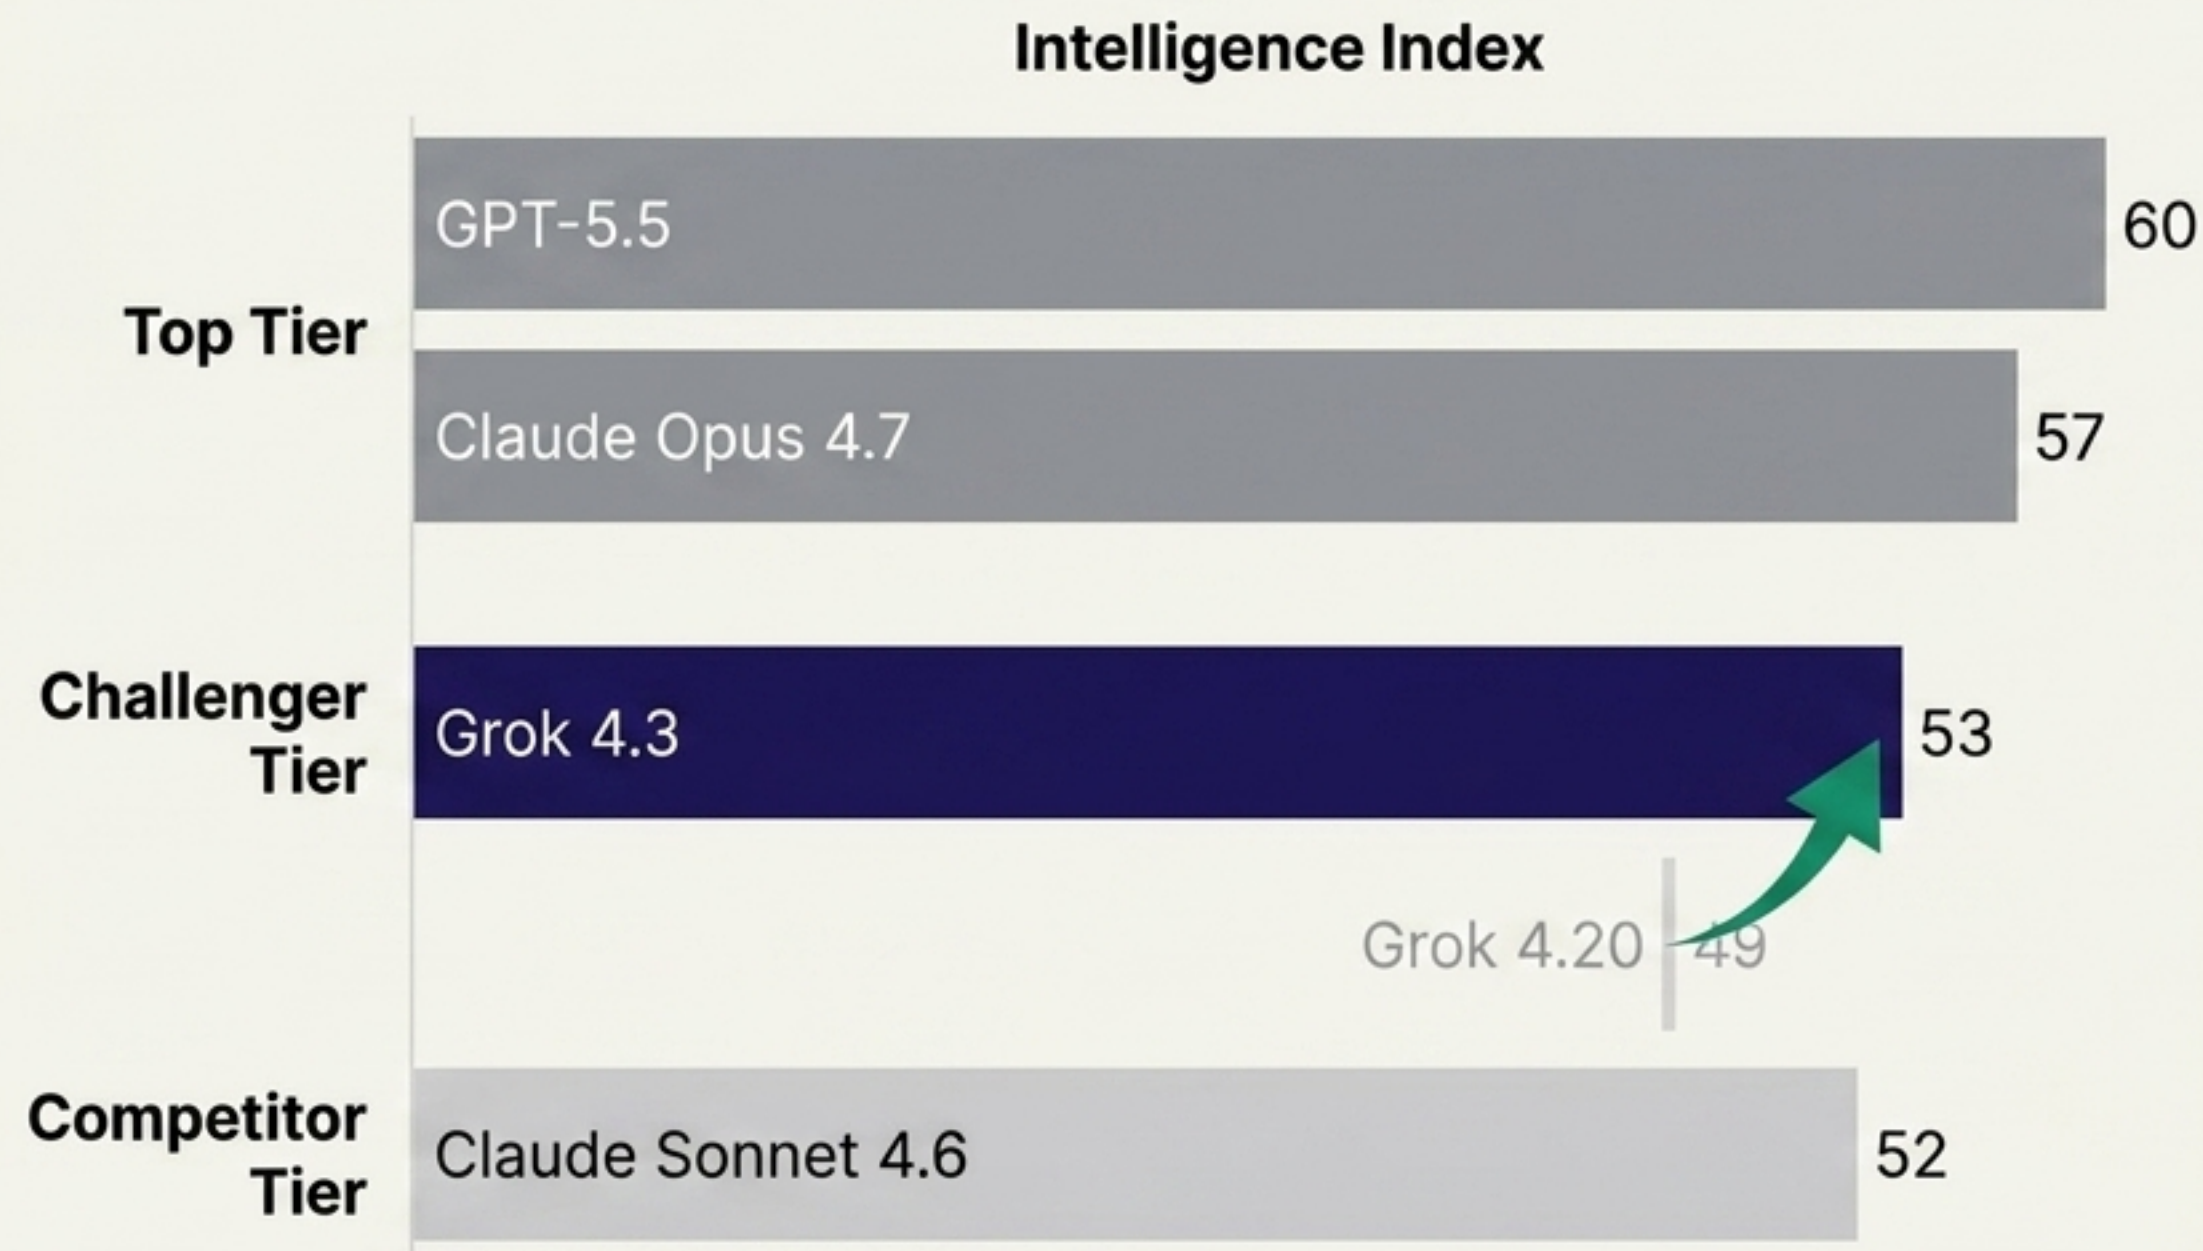 Intelligence Index
GPT-5.5
60
Top Tier
Claude Opus 4.7
57
Challenger
Tier
Grok 4.3
53
Grok 4.20
49
Competitor
Tier
Claude Sonnet 4.6
52